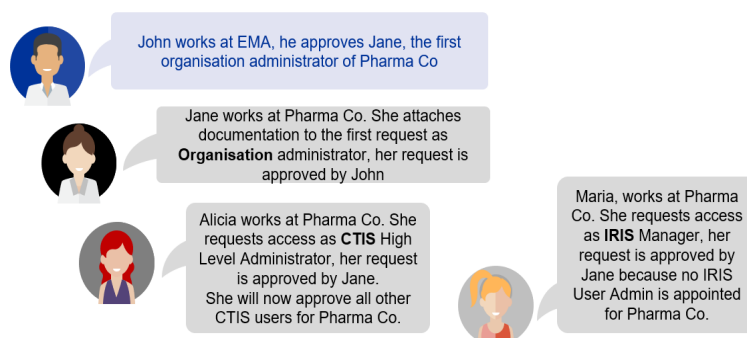 John works at EMA, he approves Jane, the first
organisation administrator of Pharma Co
Jane works at Pharma Co. She attaches
documentation to the first request as
Organisation administrator, her request is
approved by John
Alicia works at Pharma Co. She
requests access as CTIS High
Level Administrator, her request
is approved by Jane.
She will now approve all other
CTIS users for Pharma Co.
Maria, works at Pharma
Co. She requests access
as IRIS Manager, her
request is approved by
Jane because no IRIS
User Admin is appointed
for Pharma Co.